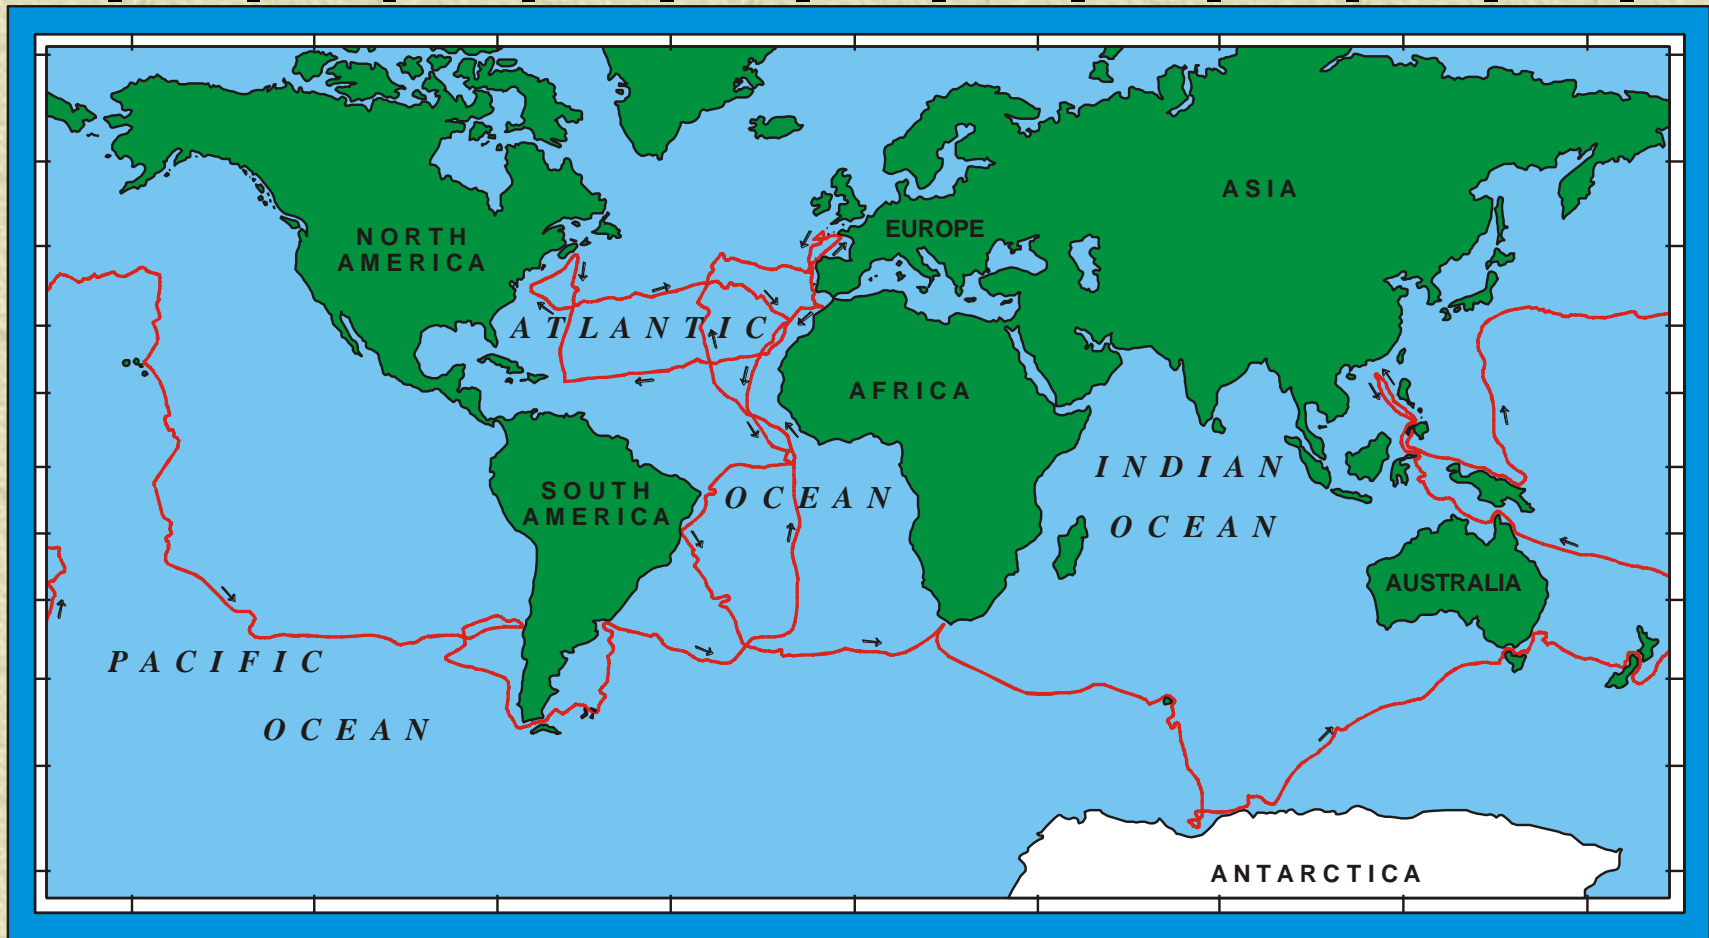 NORTH
AMERICA
EUROPE
ASIA
ATLANTIC
AFRICA
SOUTH
AMERICA
OCEAN
INDIAN
OCEAN
AUSTRALIA
PACIFIC
OCEAN
ANTARCTICA